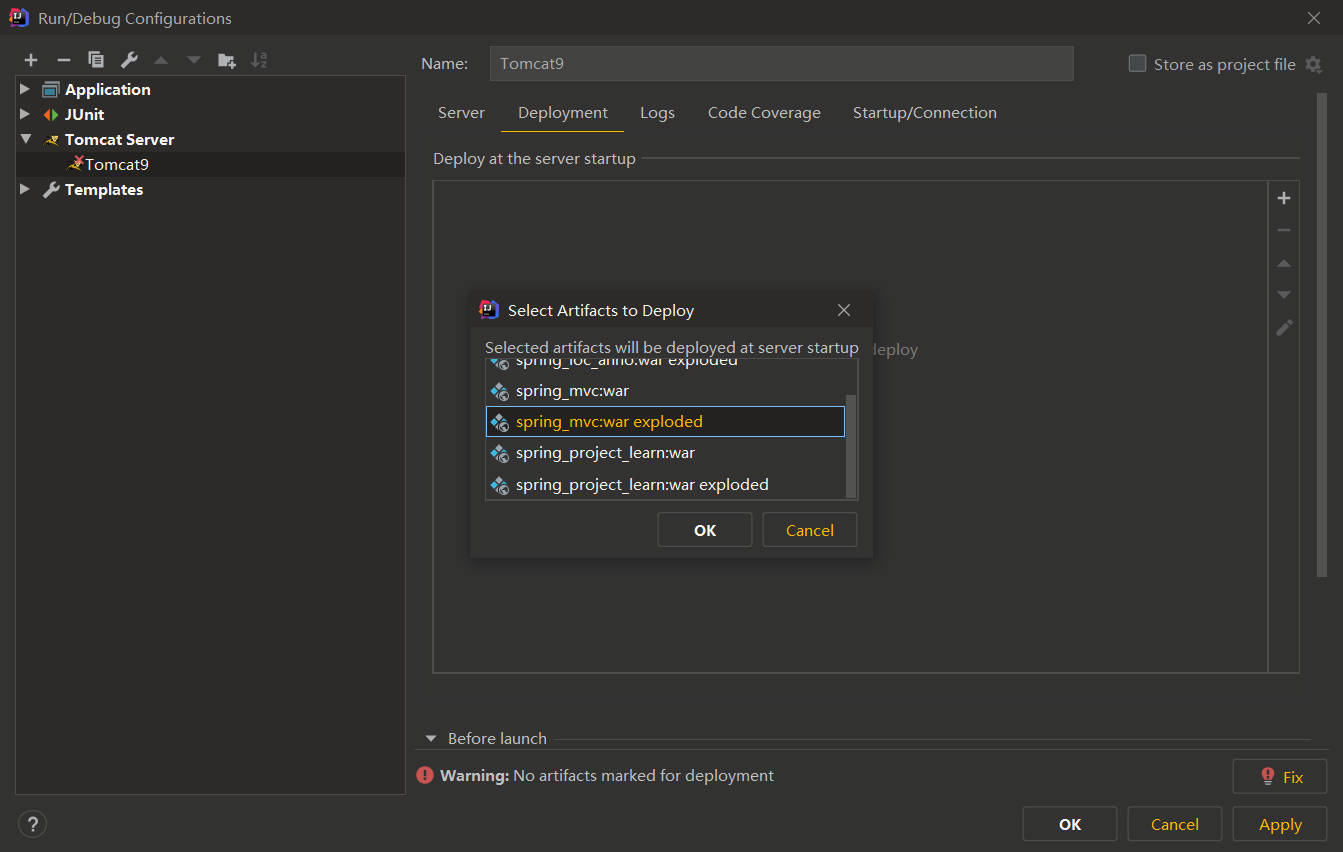 Run/Debug Configurations
Name: Tomcat9 Store as project file
Application
JUnit
Tomcat Server
Tomcat9
Templates
Server Deployment Logs Code Coverage Startup/Connection
Deploy at the server startup
deploy
Select Artifacts to Deploy
Selected artifacts will be deployed at server startup
spring_ioc_anno:war exploded
spring_mvc:war
spring_mvc:war exploded
spring_project_learn:war
spring_project_learn:war exploded
OK Cancel
Before launch
Warning: No artifacts marked for deployment
Fix
? OK Cancel Apply